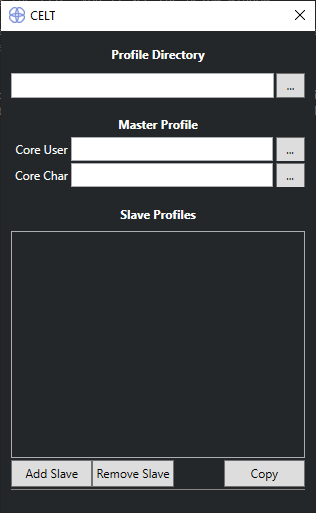 CELT
Profile Directory
...
Master Profile
Core User ...
Core Char ...
Slave Profiles
Add Slave Remove Slave Copy